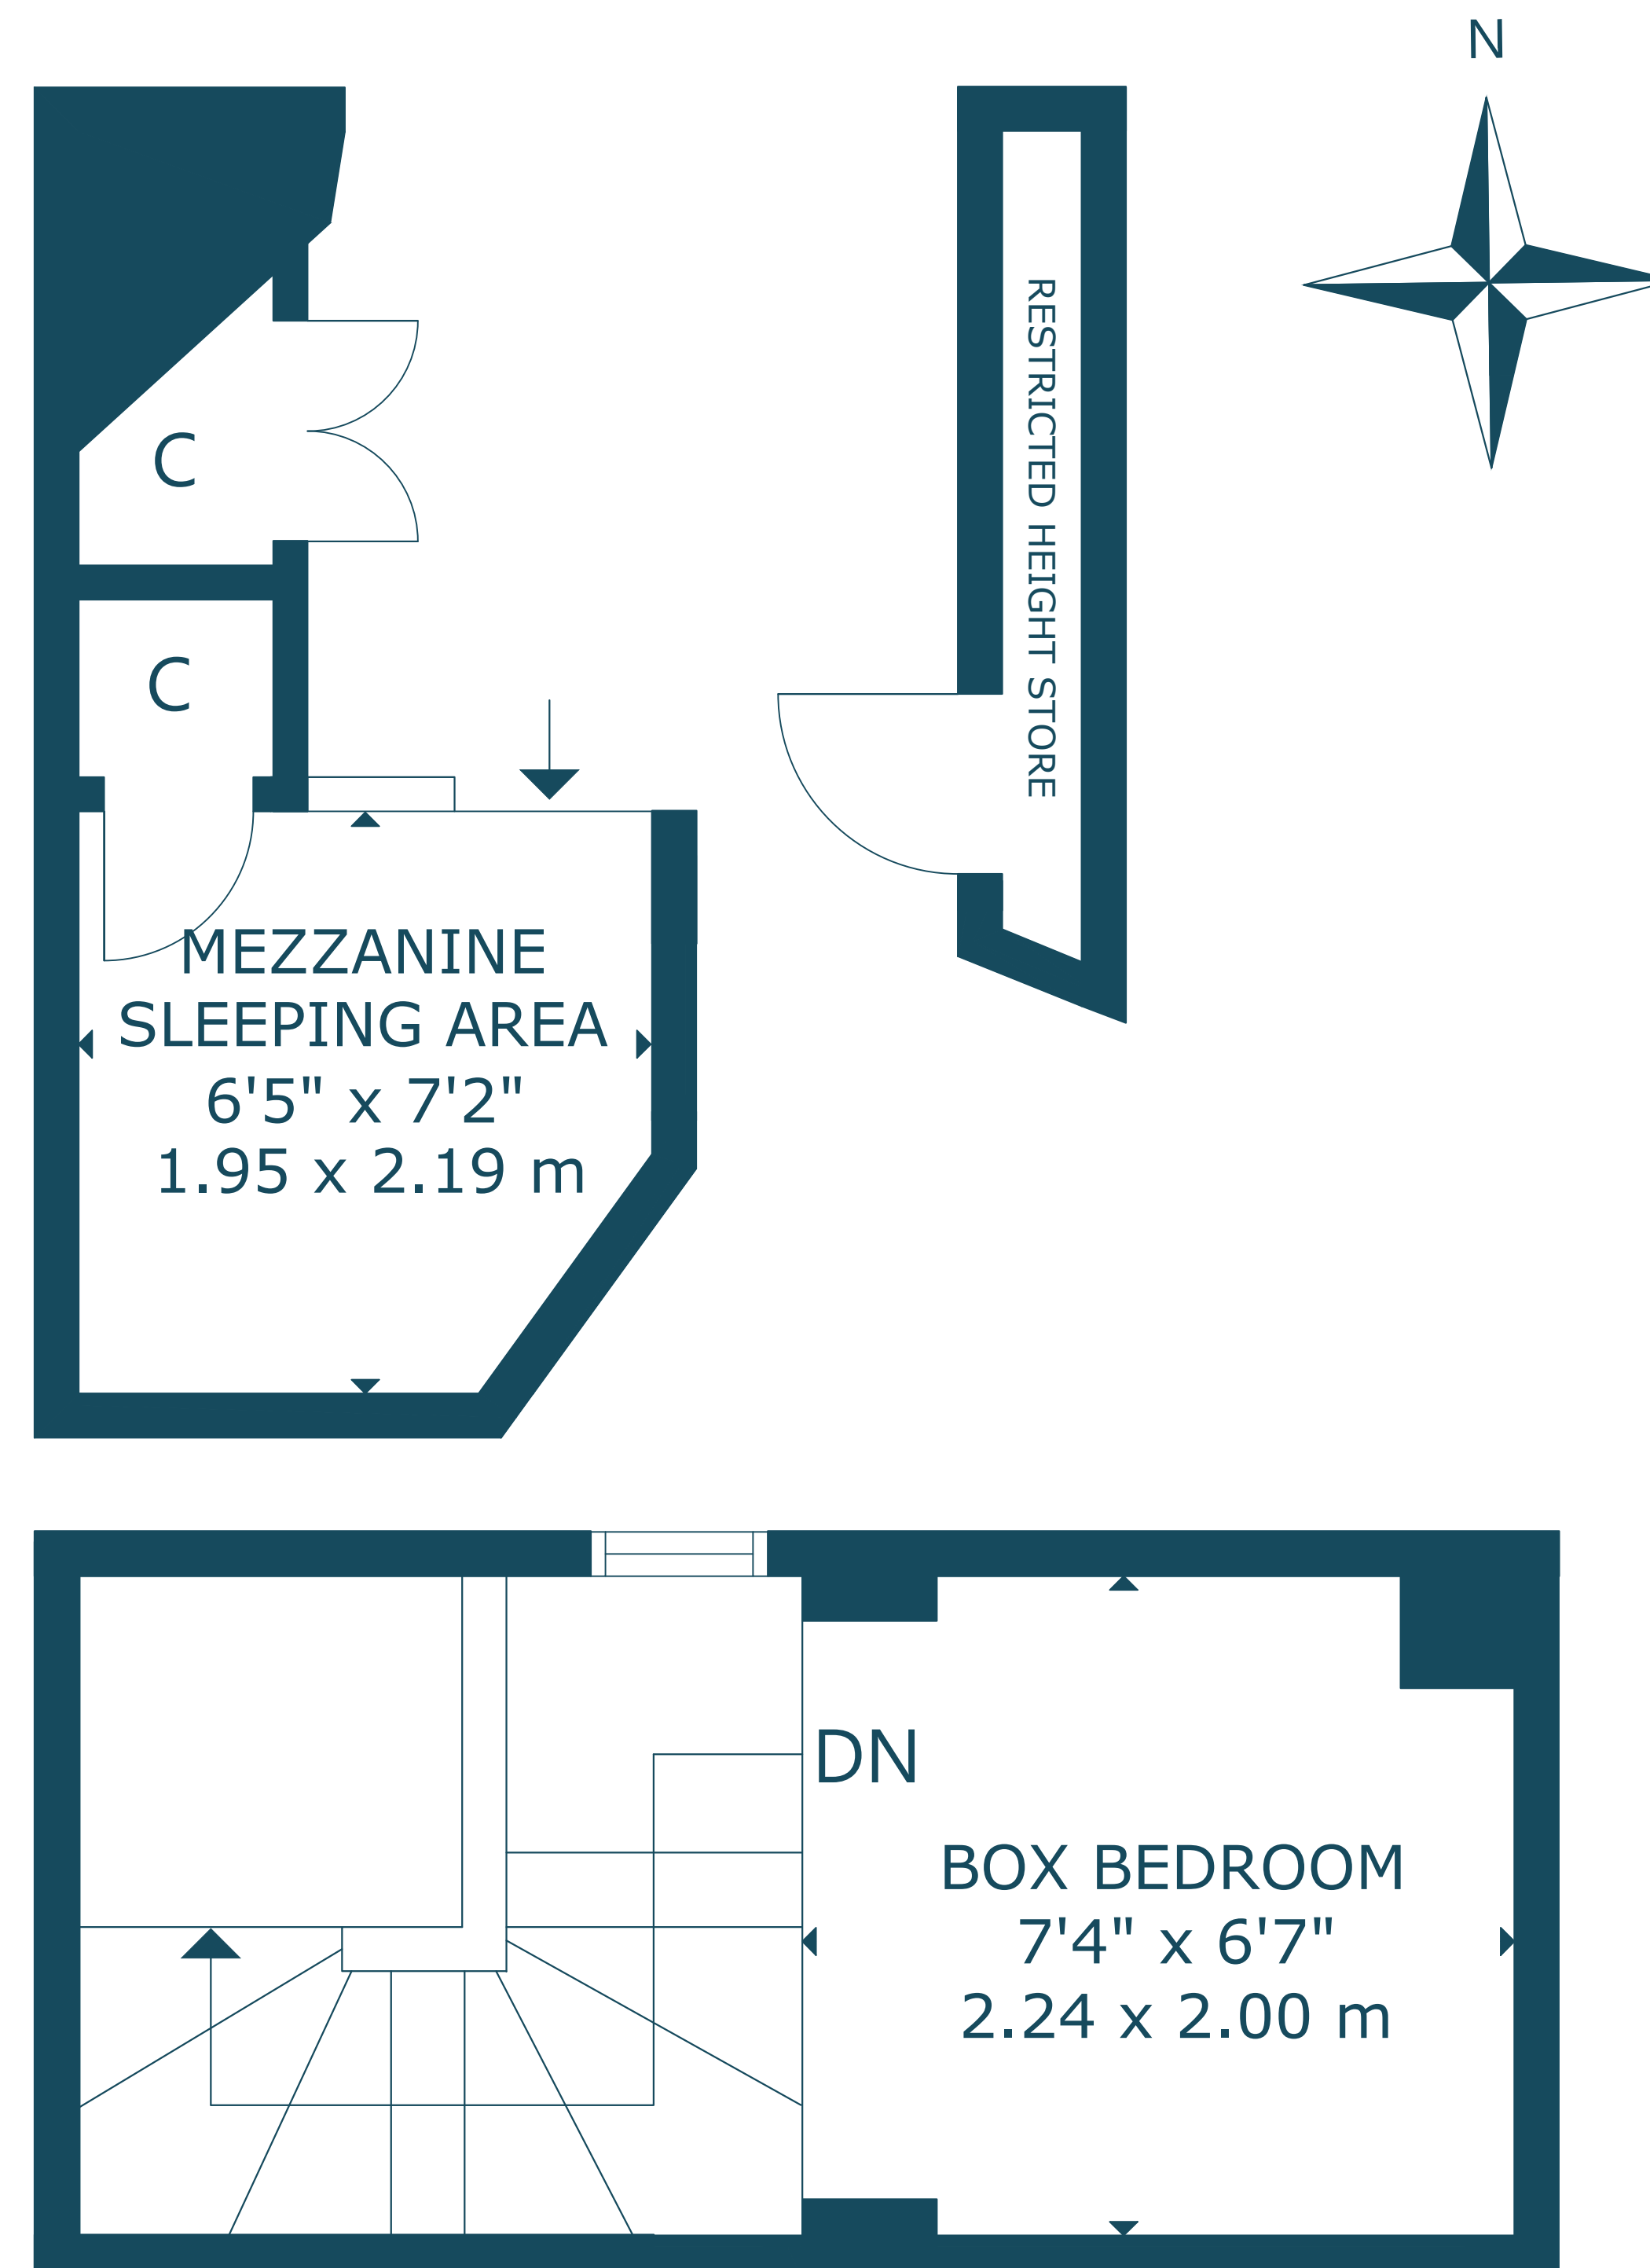 N
RESTRICTED HEIGHT STORE
C
C
MEZZANINE
SLEEPING AREA
6'5" x 7'2"
1.95 x 2.19 m
DN
BOX BEDROOM
7'4" x 6'7"
2.24 x 2.00 m